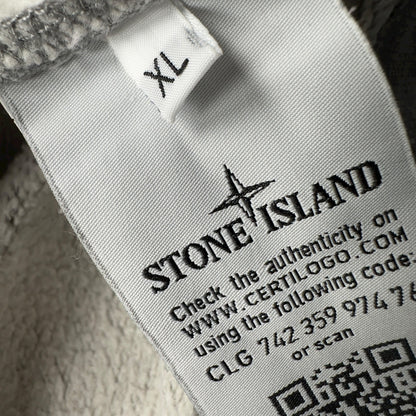 XL
STONE ISLAND
Check the authenticity on
WWW.CERTILOGO.COM
using the following code:
CLG 742 359 974 76
or scan